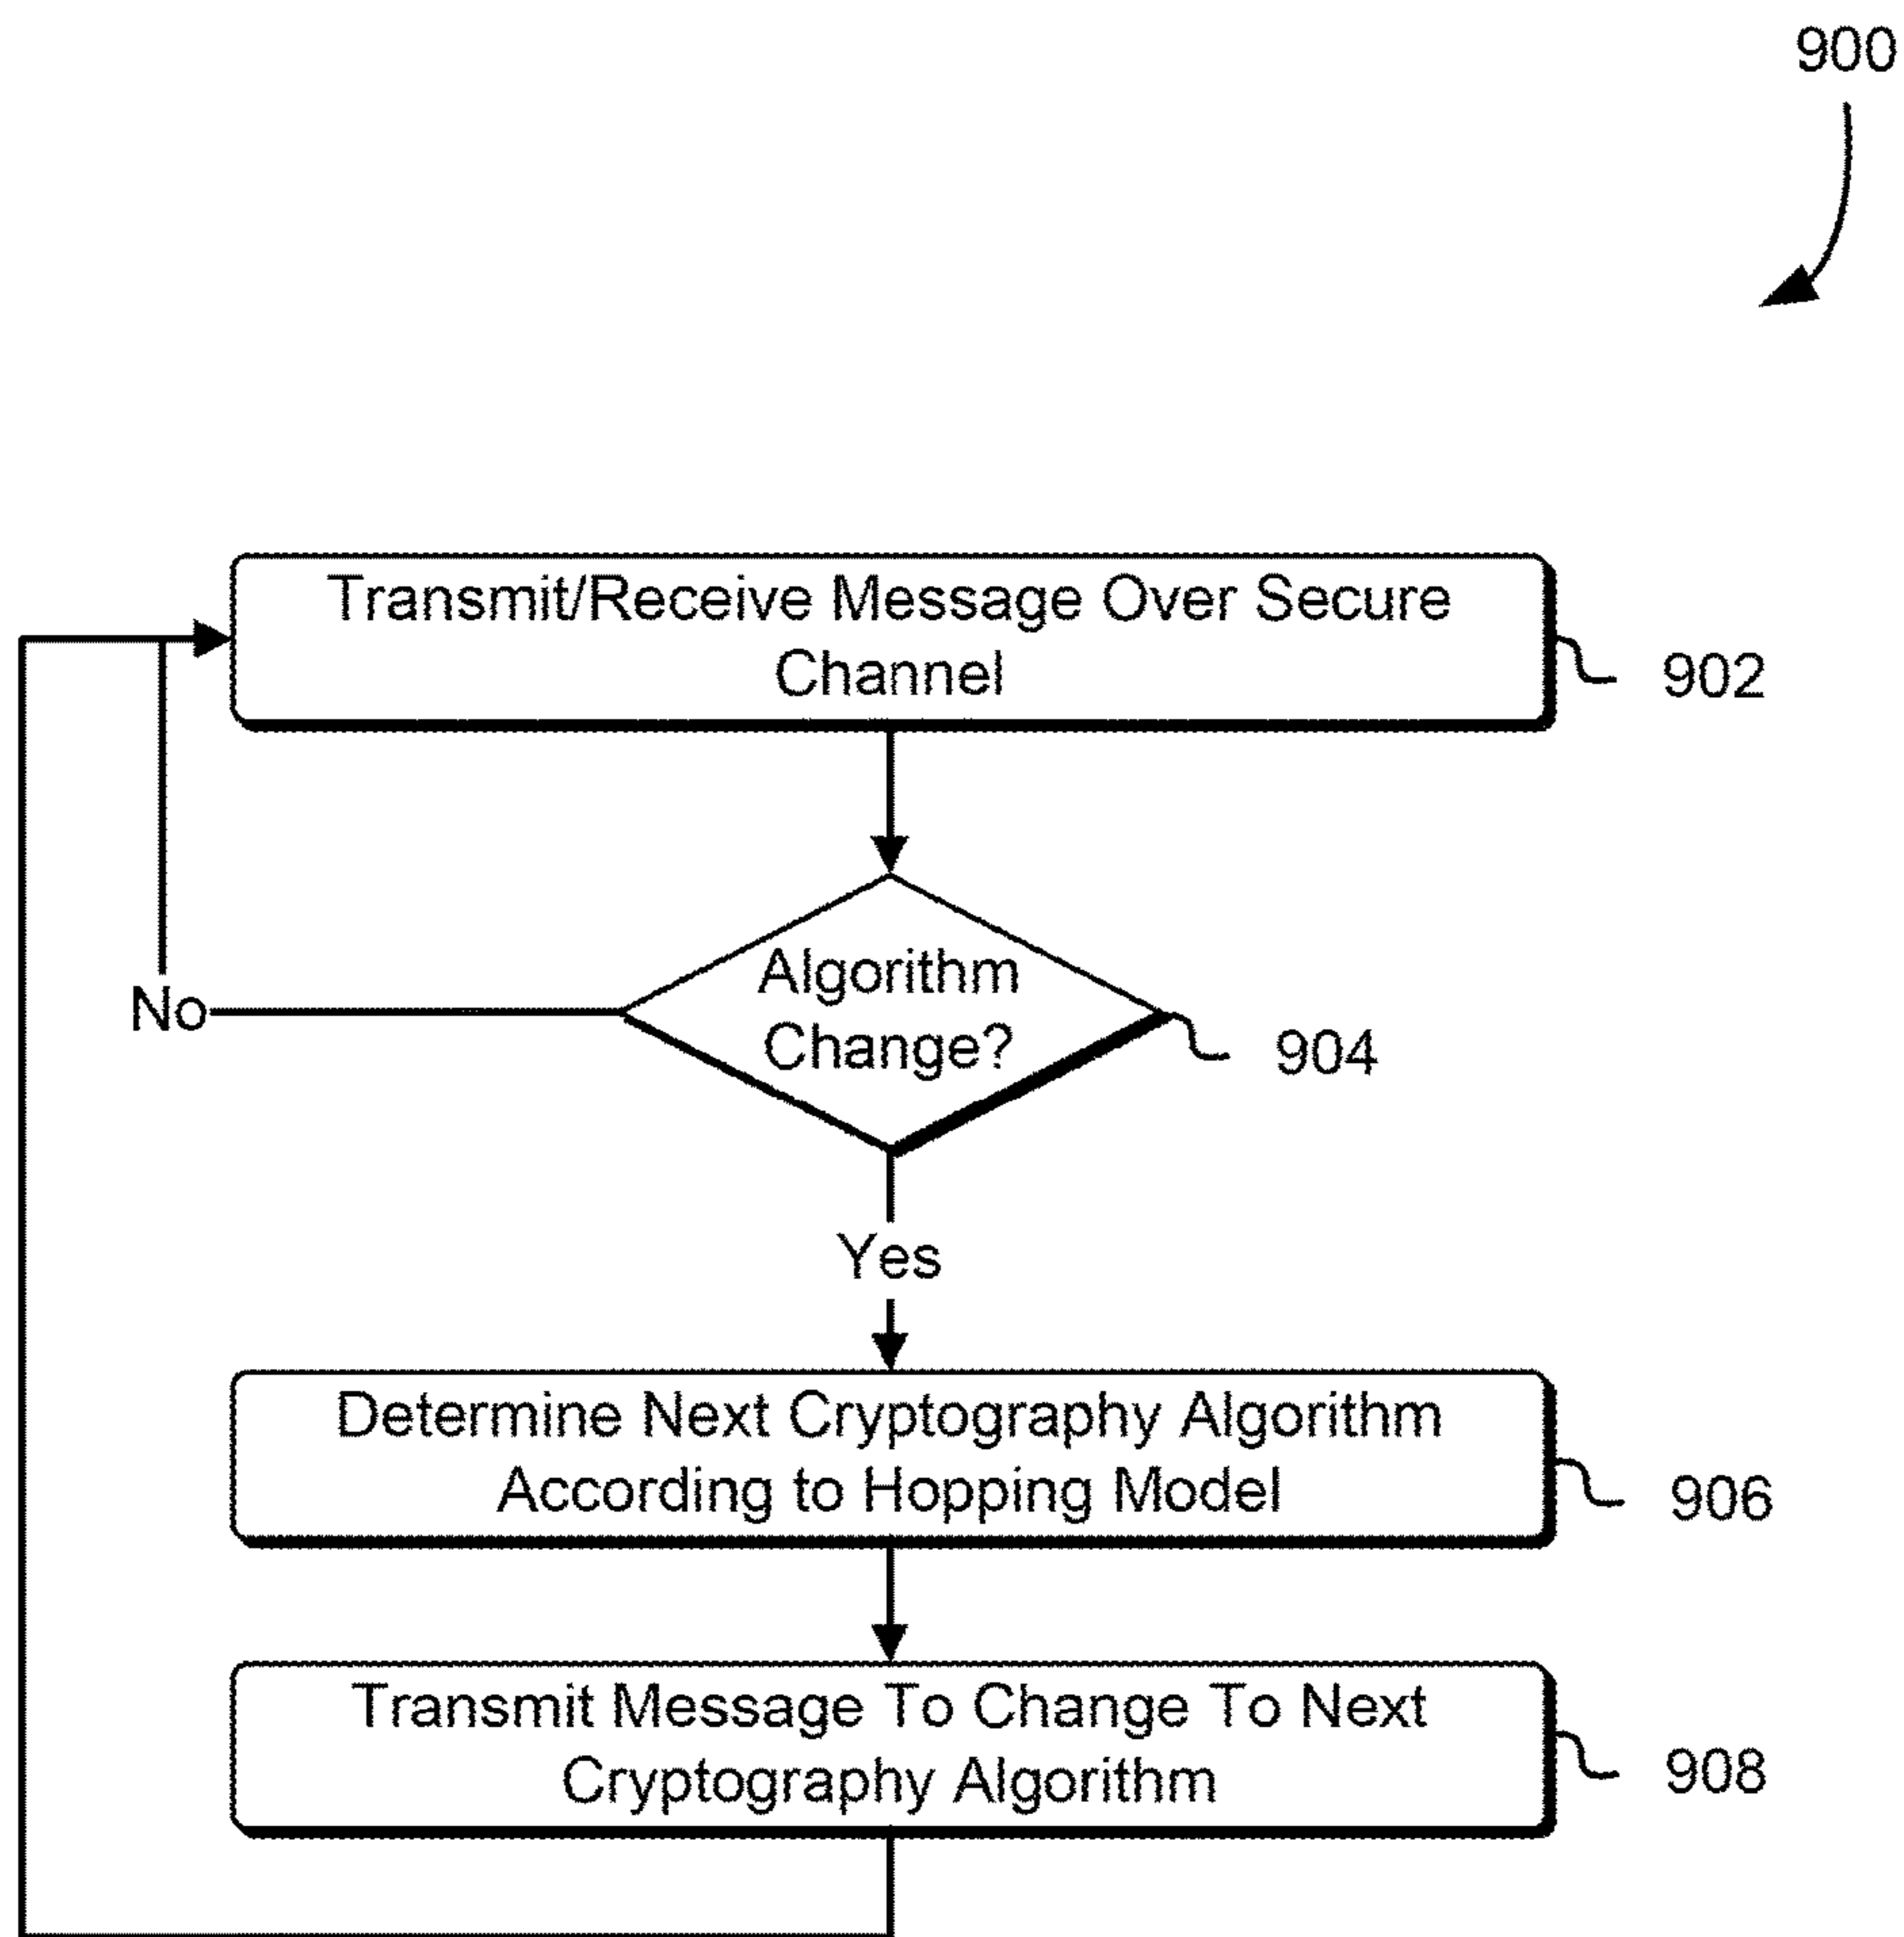 900
Transmit/Receive Message Over Secure
Channel
902
Algorithm
Change?
904
No
Yes
Determine Next Cryptography Algorithm
According to Hopping Model
906
Transmit Message To Change To Next
Cryptography Algorithm
908